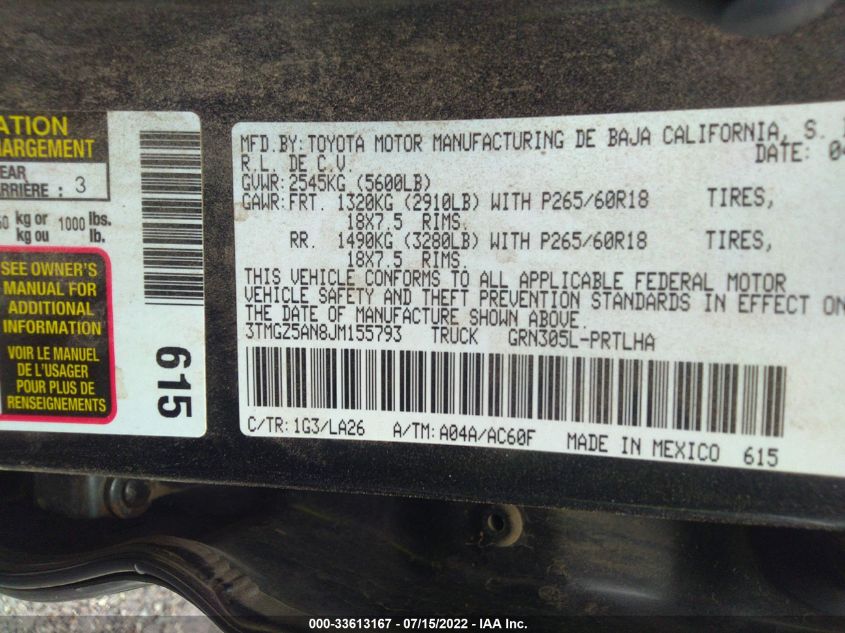 ATION
HARGEMENT
EAR
ARRIÈRE : 3
kg or 1000 lbs.
kg ou lb.
SEE OWNER'S
MANUAL FOR
ADDITIONAL
INFORMATION
VOIR LE MANUEL
DE L'USAGER
POUR PLUS DE
RENSEIGNEMENTS
615
MFD.BY: TOYOTA MOTOR MANUFACTURING DE BAJA CALIFORNIA, S.
R.L. DE C.V. DATE: 04
GVWR: 2545KG (5600LB)
GAWR: FRT. 1320KG (2910LB) WITH P265/60R18 TIRES,
18X7.5 RIMS.
RR. 1490KG (3280LB) WITH P265/60R18 TIRES,
18X7.5 RIMS.
THIS VEHICLE CONFORMS TO ALL APPLICABLE FEDERAL MOTOR
VEHICLE SAFETY AND THEFT PREVENTION STANDARDS IN EFFECT ON
THE DATE OF MANUFACTURE SHOWN ABOVE.
3TMGZ5AN8JM155793 TRUCK GRN305L-PRTLHA
C/TR: 1G3/LA26 A/TM: A04A/AC60F MADE IN MEXICO 615
000-33613167 - 07/15/2022 - IAA Inc.